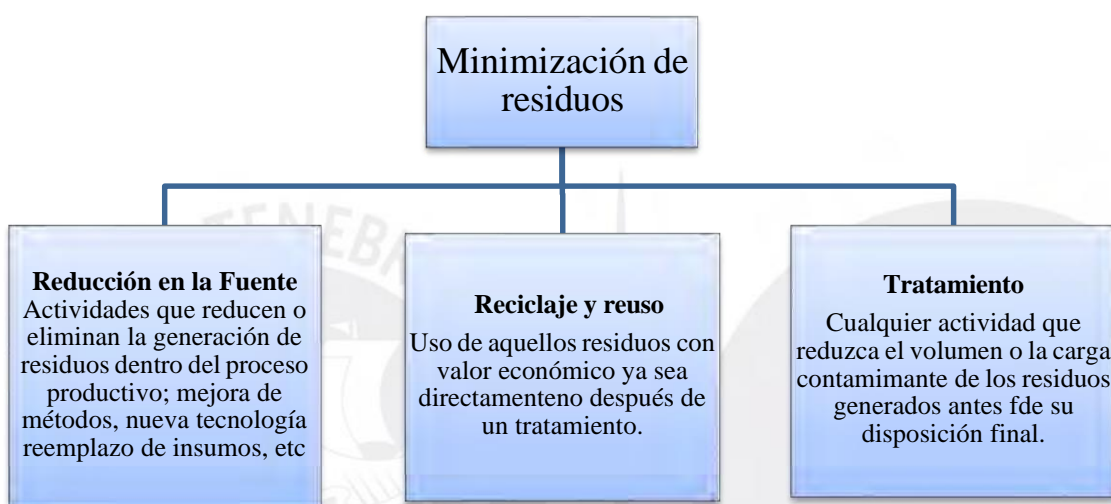 Minimización de
residuos
Reducción en la Fuente
Actividades que reducen o
eliminan la generación de
residuos dentro del proceso
productivo; mejora de
métodos, nueva tecnología
reemplazo de insumos, etc
Reciclaje y reuso
Uso de aquellos residuos con
valor económico ya sea
directamenteno después de
un tratamiento.
Tratamiento
Cualquier actividad que
reduzca el volumen o la carga
contamimante de los residuos
generados antes fde su
disposición final.